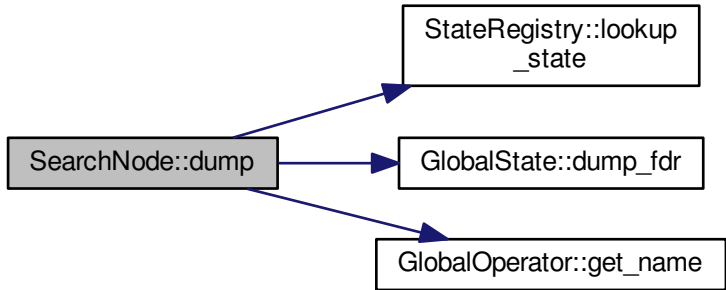 StateRegistry::lookup
_state
SearchNode::dump
GlobalState::dump_fdr
GlobalOperator::get_name